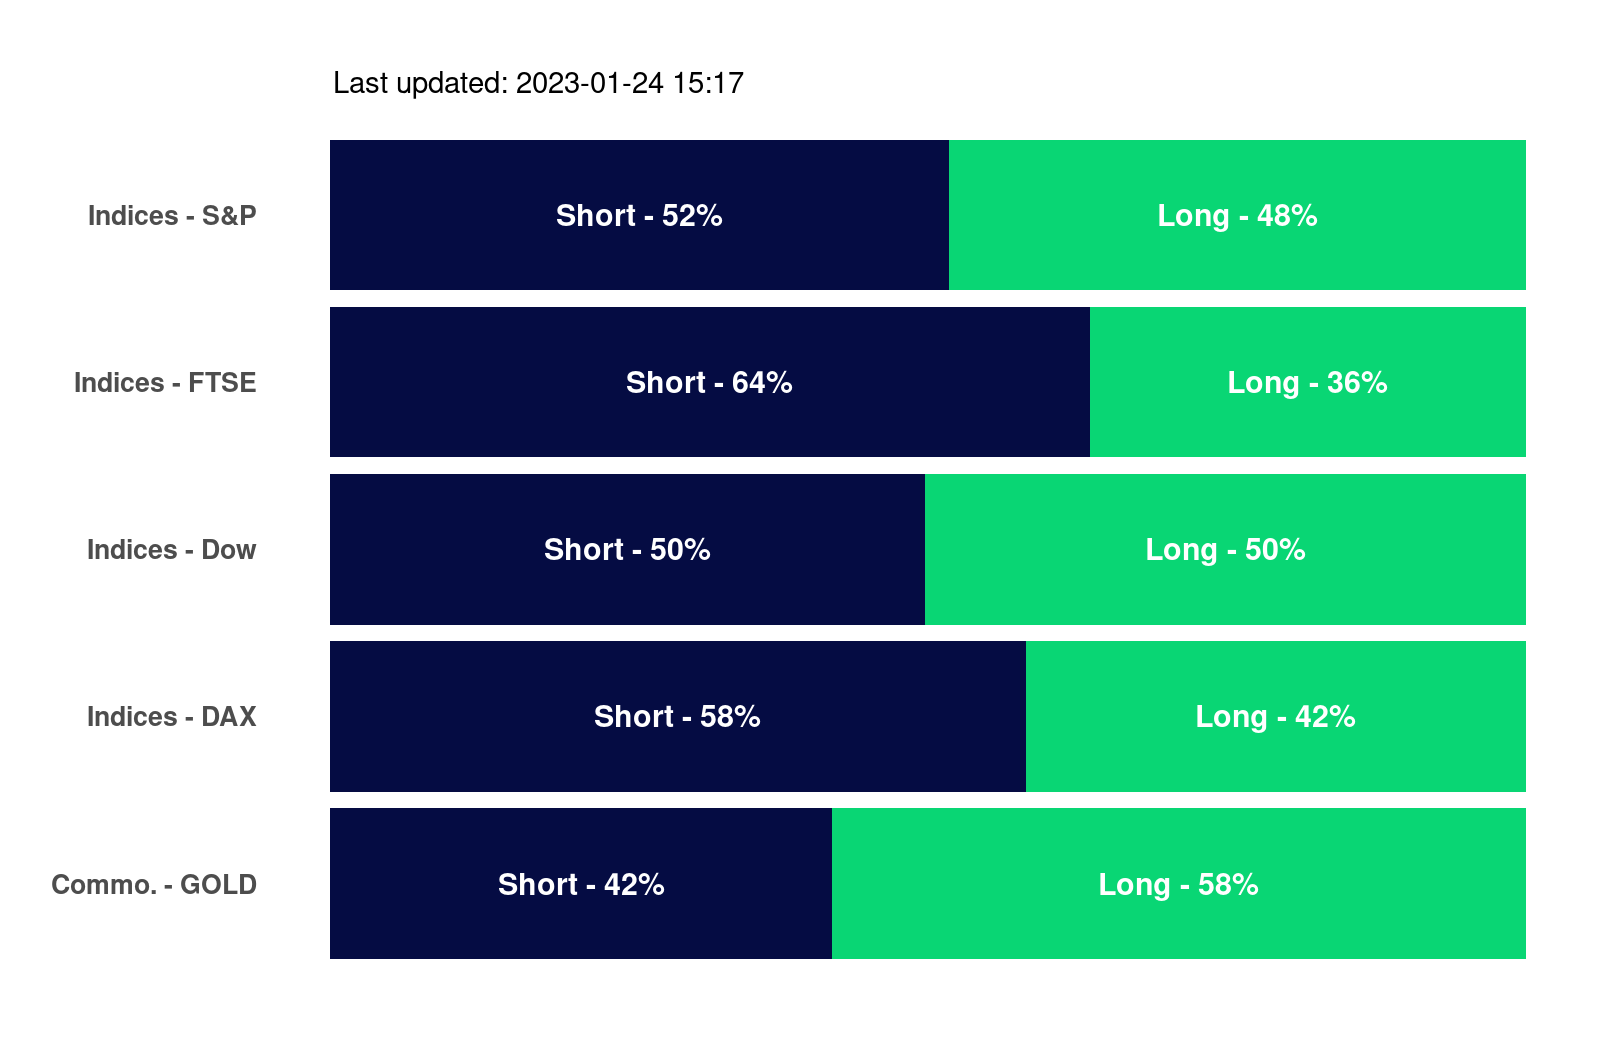 Last updated: 2023-01-24 15:17
Indices - S&P Short - 52% Long - 48%
Indices - FTSE Short - 64% Long - 36%
Indices - Dow Short - 50% Long - 50%
Indices - DAX Short - 58% Long - 42%
Commo. - GOLD Short - 42% Long - 58%